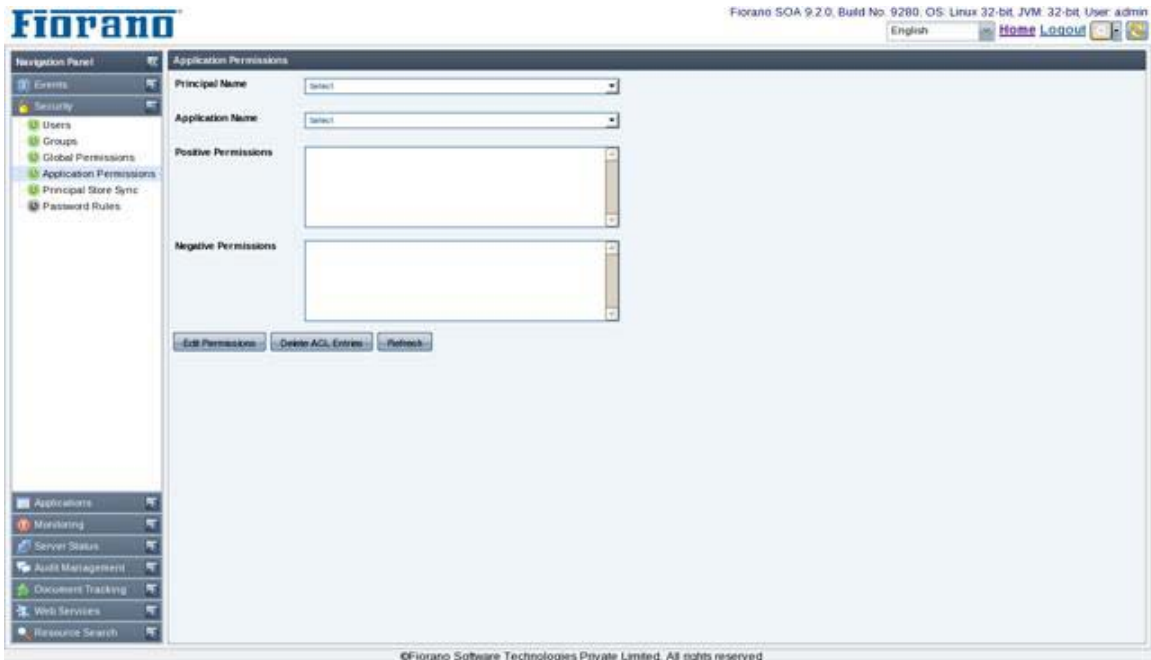 Fiorano
Fiorano SOA 9.2.0, Build No: 9280, OS: Linux 32-bit, JVM: 32-bit, User: admin
English Home Logout
Navigation Panel
Events
Security
Users
Groups
Global Permissions
Application Permissions
Principal Store Sync
Password Rules
Applications
Monitoring
Server Status
Audit Management
Document Tracking
Web Services
Resource Search
Application Permissions
Principal Name Select
Application Name Select
Positive Permissions
Negative Permissions
Edit Permissions Delete ACL Entries Refresh
©Fiorano Software Technologies Private Limited. All rights reserved